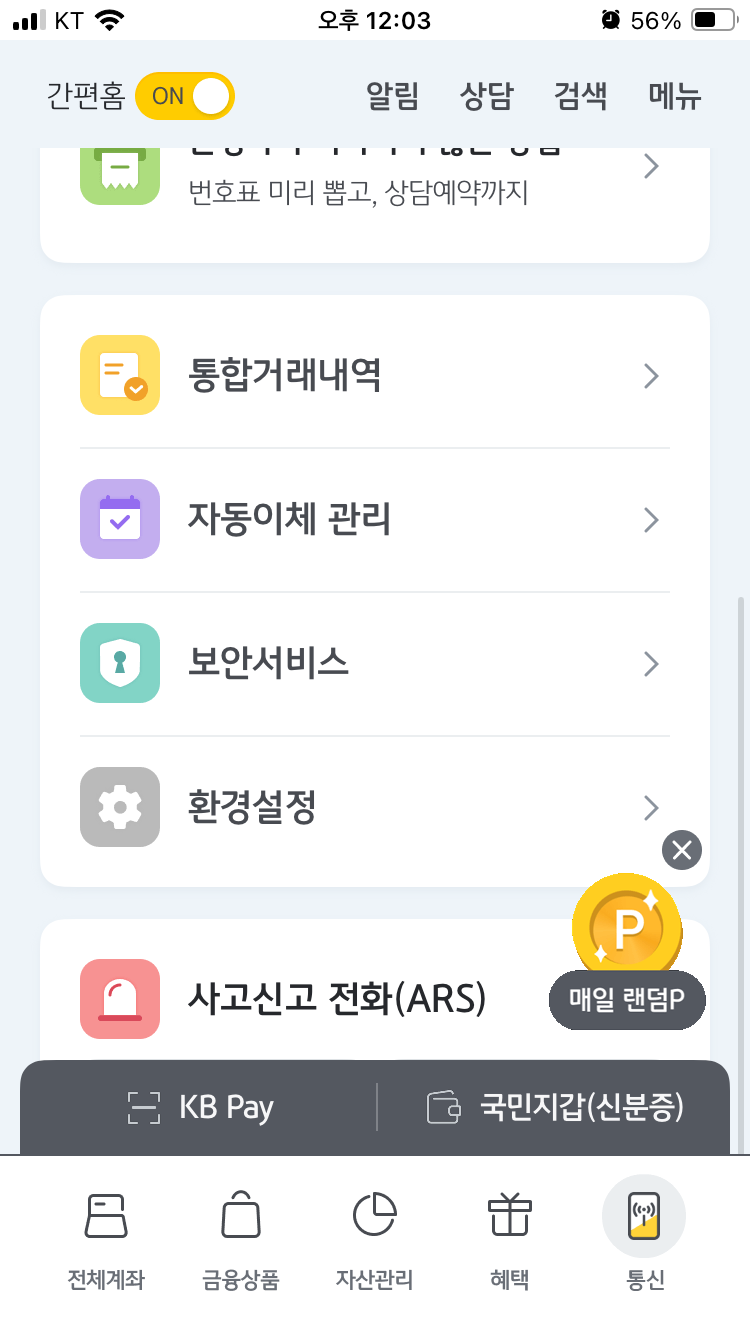 KT
오후 12:03
56%
간편홈
ON
알림
상담
검색
메뉴
번호표 미리 뽑고, 상담예약까지
통합거래내역
자동이체 관리
보안서비스
환경설정
P
매일 랜덤P
사고신고 전화(ARS)
KB Pay
국민지갑(신분증)
전체계좌
금융상품
자산관리
혜택
통신